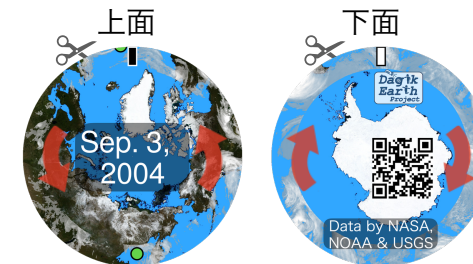 上面
下面
Sep. 3,
2004
Dagik
Earth
Project
Data by NASA,
NOAA & USGS